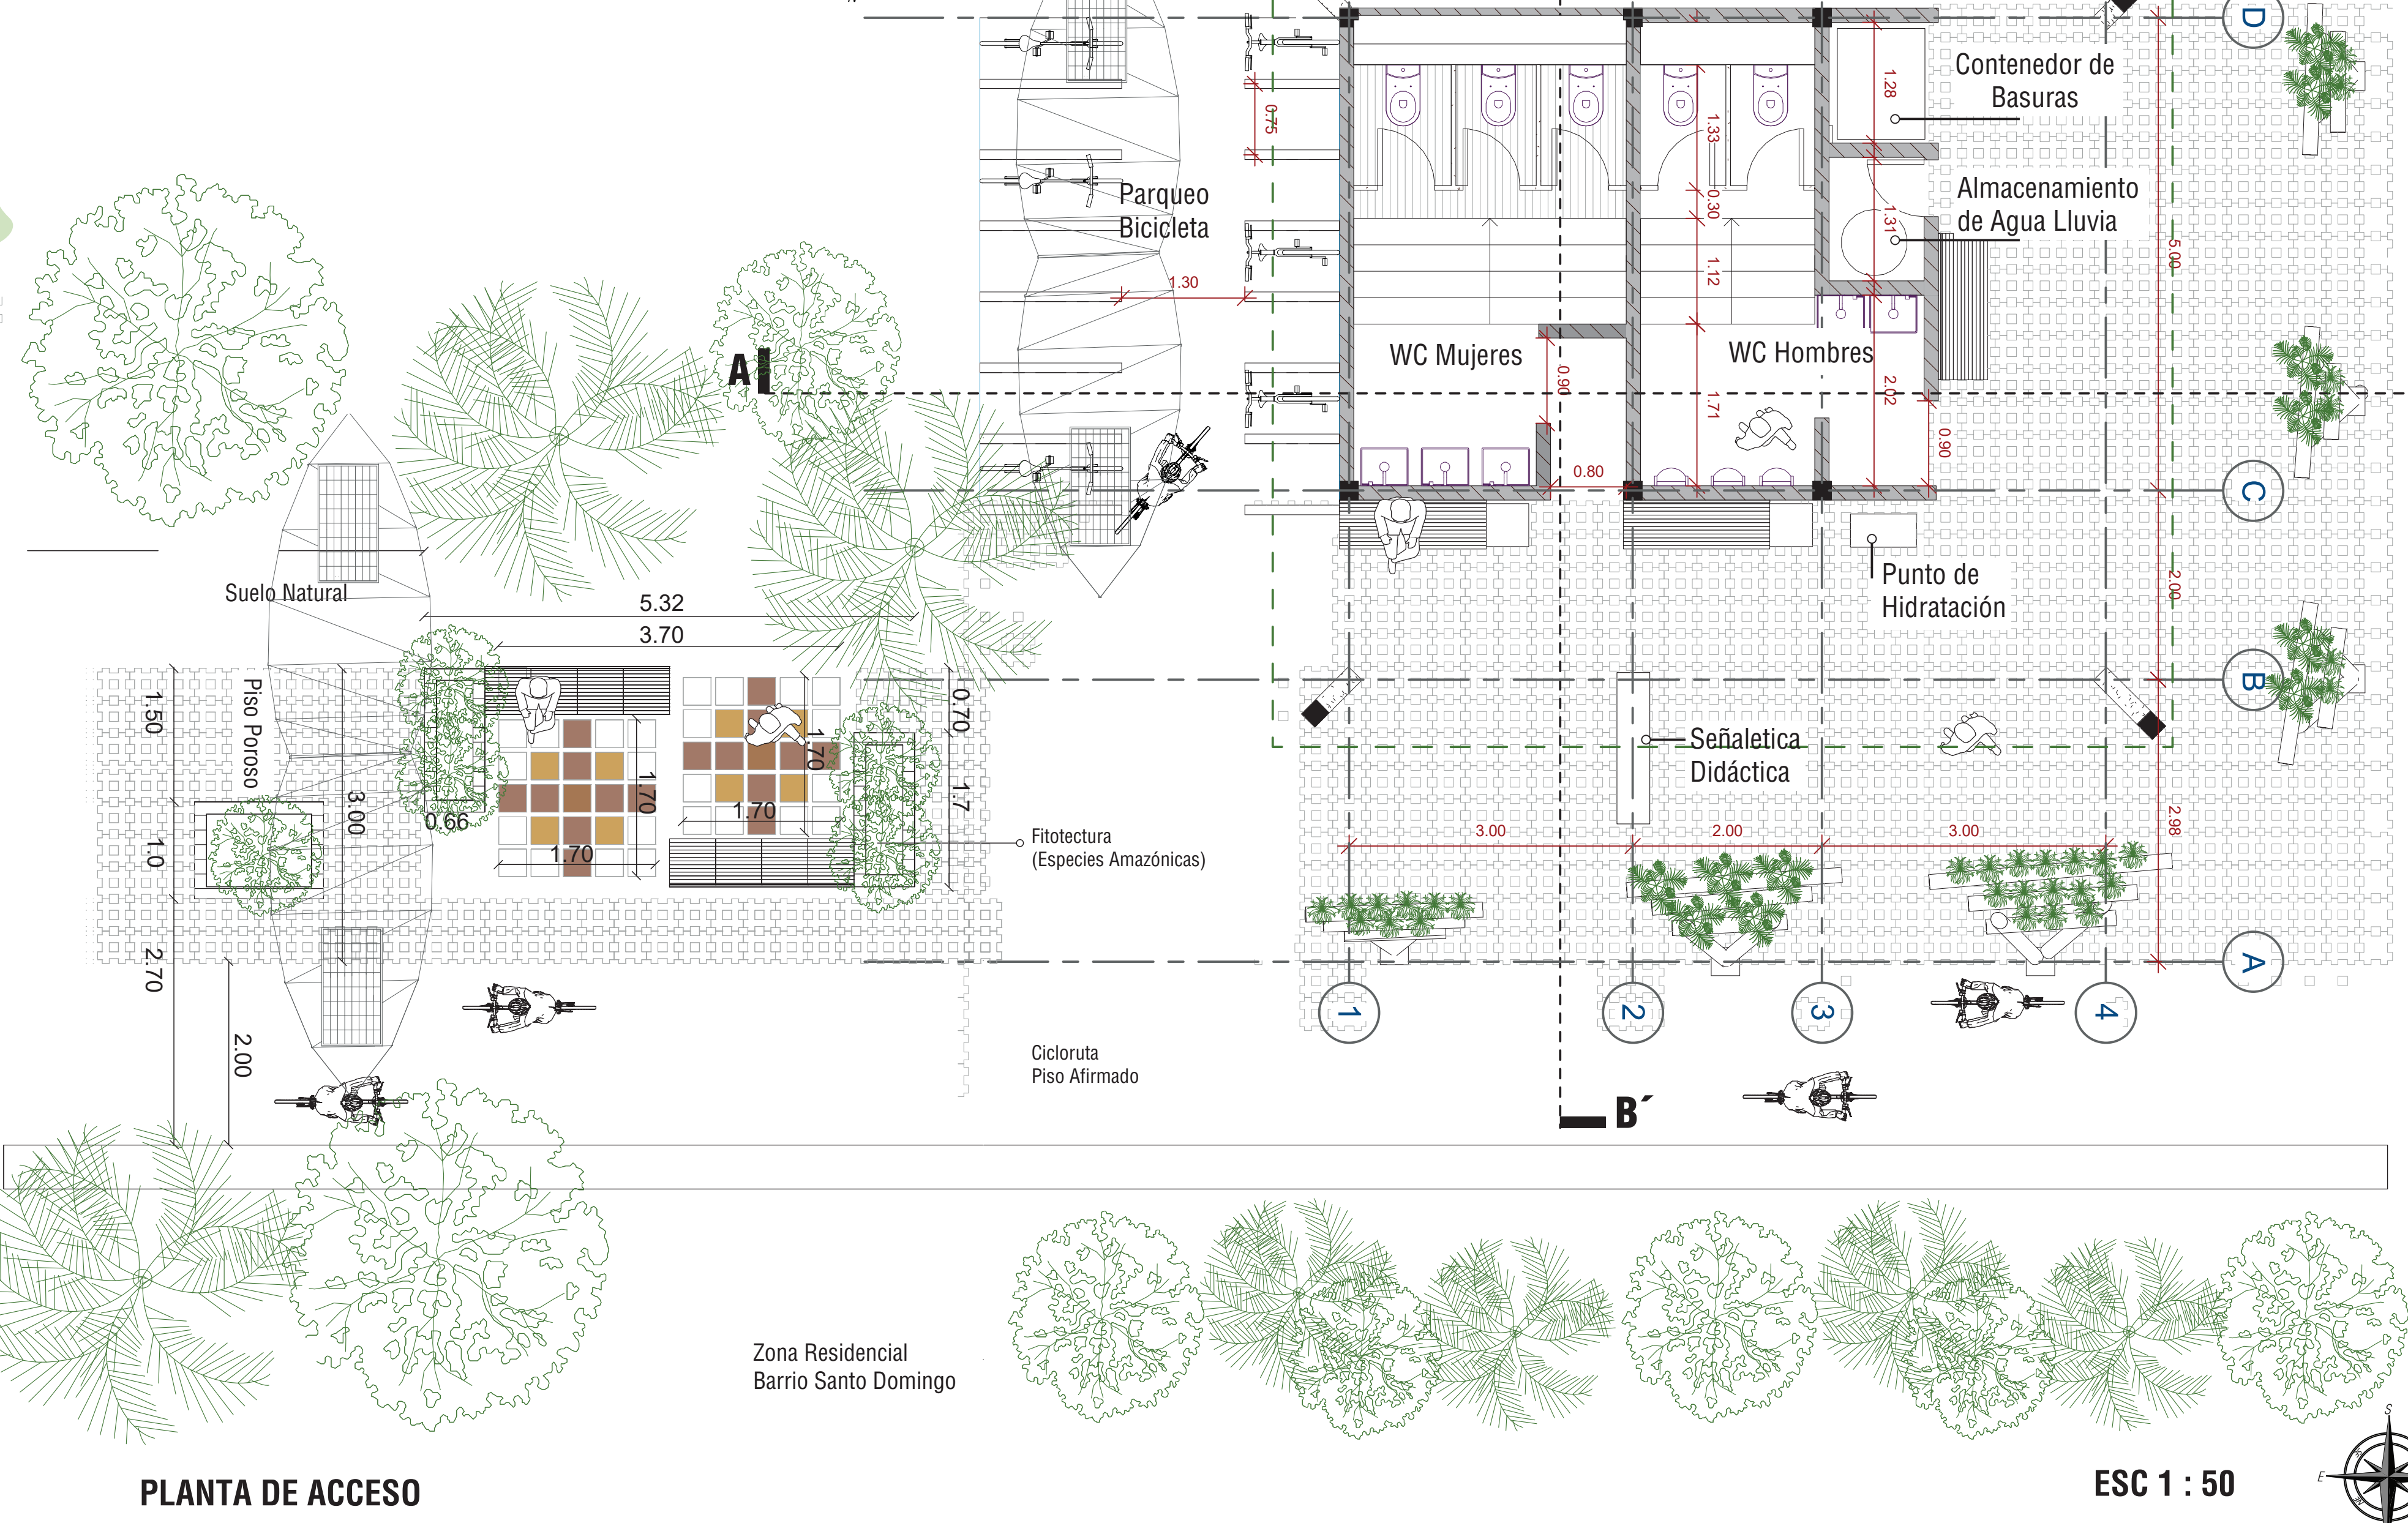 D
Contenedor de
Basuras
1.28
0.75
1.33
Almacenamiento
de Agua Lluvia
Parqueo
Bicicleta
0.30
1.31
5.00
1.30
1.12
A
WC Mujeres
WC Hombres
0.90
1.71
2.02
0.90
0.80
C
Punto de
Hidratación
2.00
Suelo Natural
5.32
3.70
B
1.50
Piso Poroso
0.70
1.70
1.70
1.70
1.70
1.7
3.00
0.66
1.0
Señaletica
Didáctica
3.00
2.00
3.00
2.98
Fitotectura
(Especies Amazónicas)
2.70
A
1
2
3
4
2.00
Cicloruta
Piso Afirmado
B´
Zona Residencial
Barrio Santo Domingo
PLANTA DE ACCESO
ESC 1 : 50
S
E